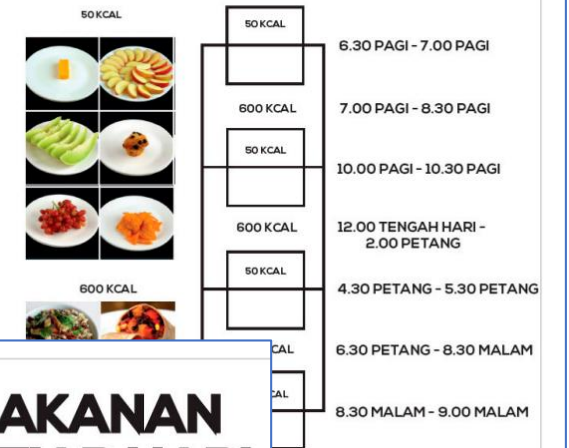 50 KCAL
50 KCAL
6.30 PAGI - 7.00 PAGI
600 KCAL
7.00 PAGI - 8.30 PAGI
50 KCAL
10.00 PAGI - 10.30 PAGI
600 KCAL
12.00 TENGAH HARI -
2.00 PETANG
50 KCAL
4.30 PETANG - 5.30 PETANG
600 KCAL
CAL
6.30 PETANG - 8.30 MALAM
CAL
8.30 MALAM - 9.00 MALAM
AKANAN